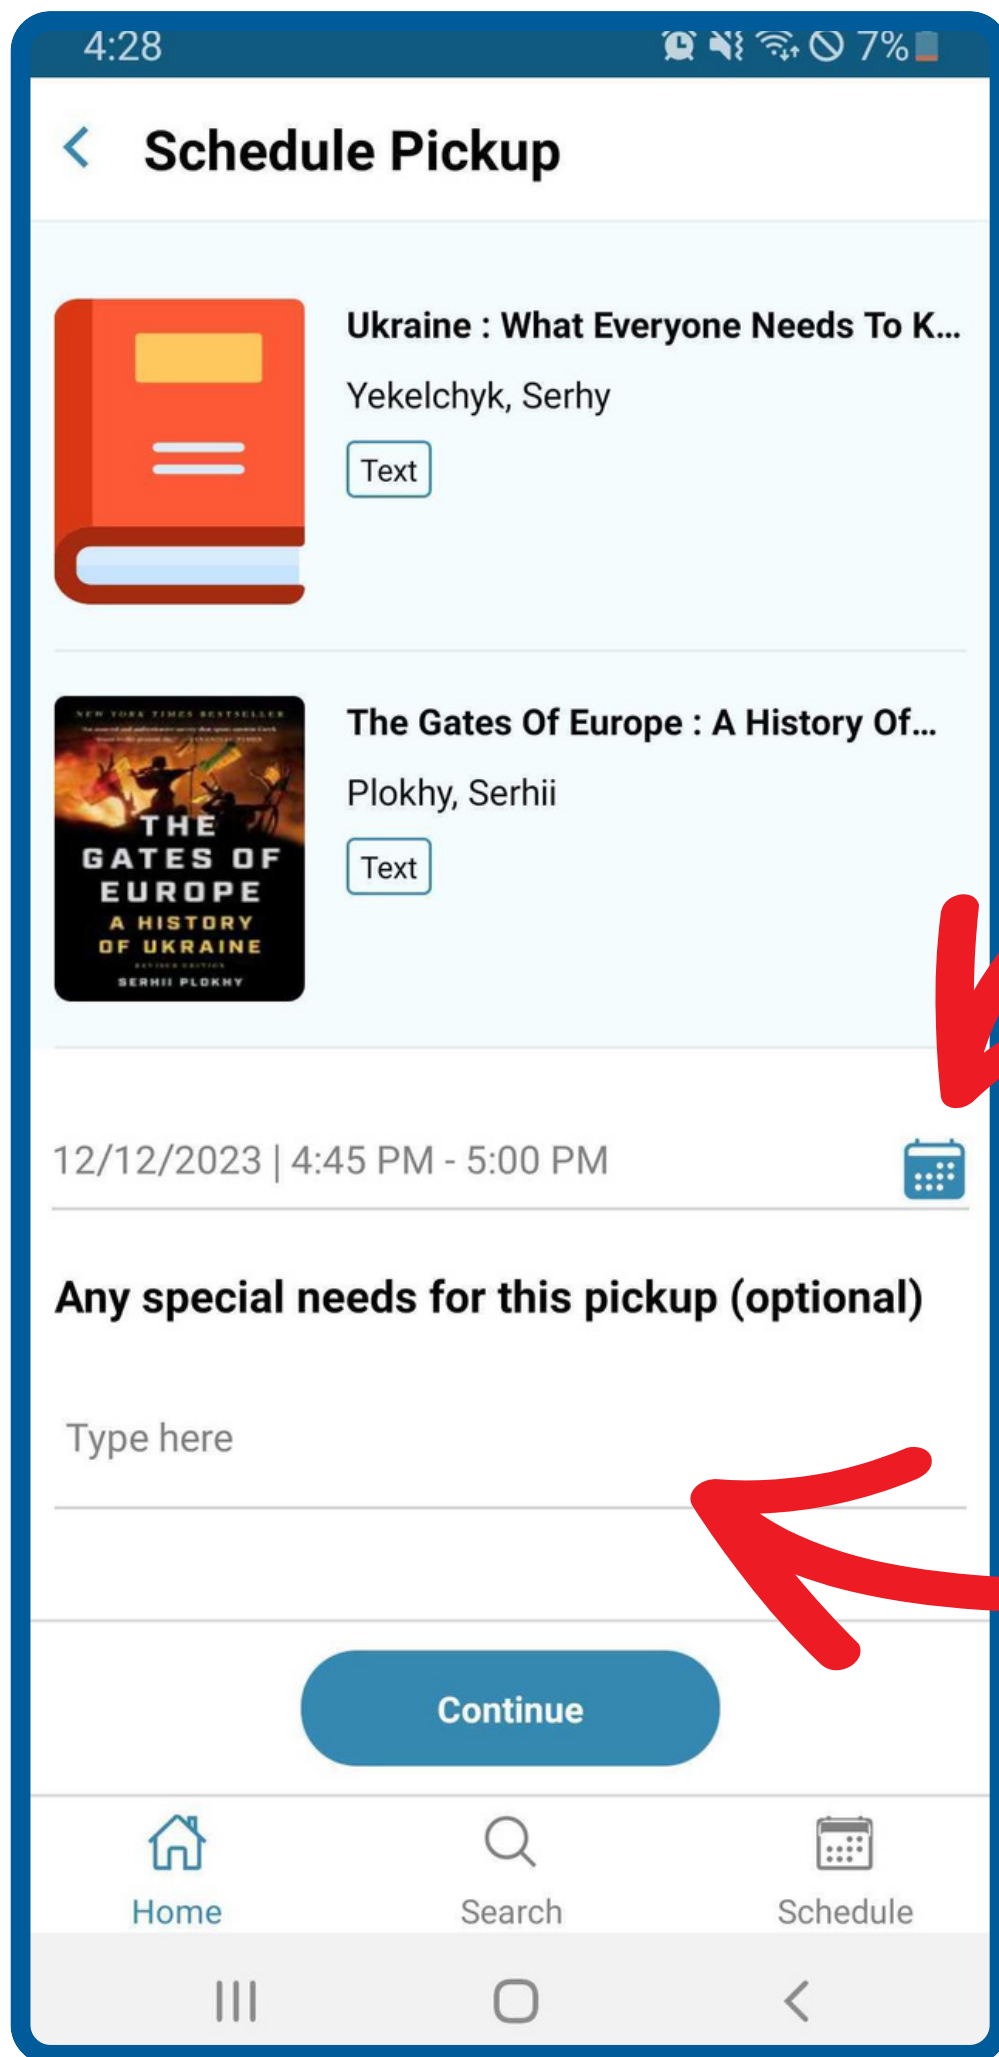 4:28
7%
Schedule Pickup
Ukraine : What Everyone Needs To K...
Yekelchyk, Serhy
Text
NEW YORK TIMES BESTSELLER
THE
GATES OF
EUROPE
A HISTORY
OF UKRAINE
REVISED EDITION
SERHII PLOKHY
The Gates Of Europe : A History Of...
Plokhy, Serhii
Text
12/12/2023 | 4:45 PM - 5:00 PM
Any special needs for this pickup (optional)
Type here
Continue
Home
Search
Schedule